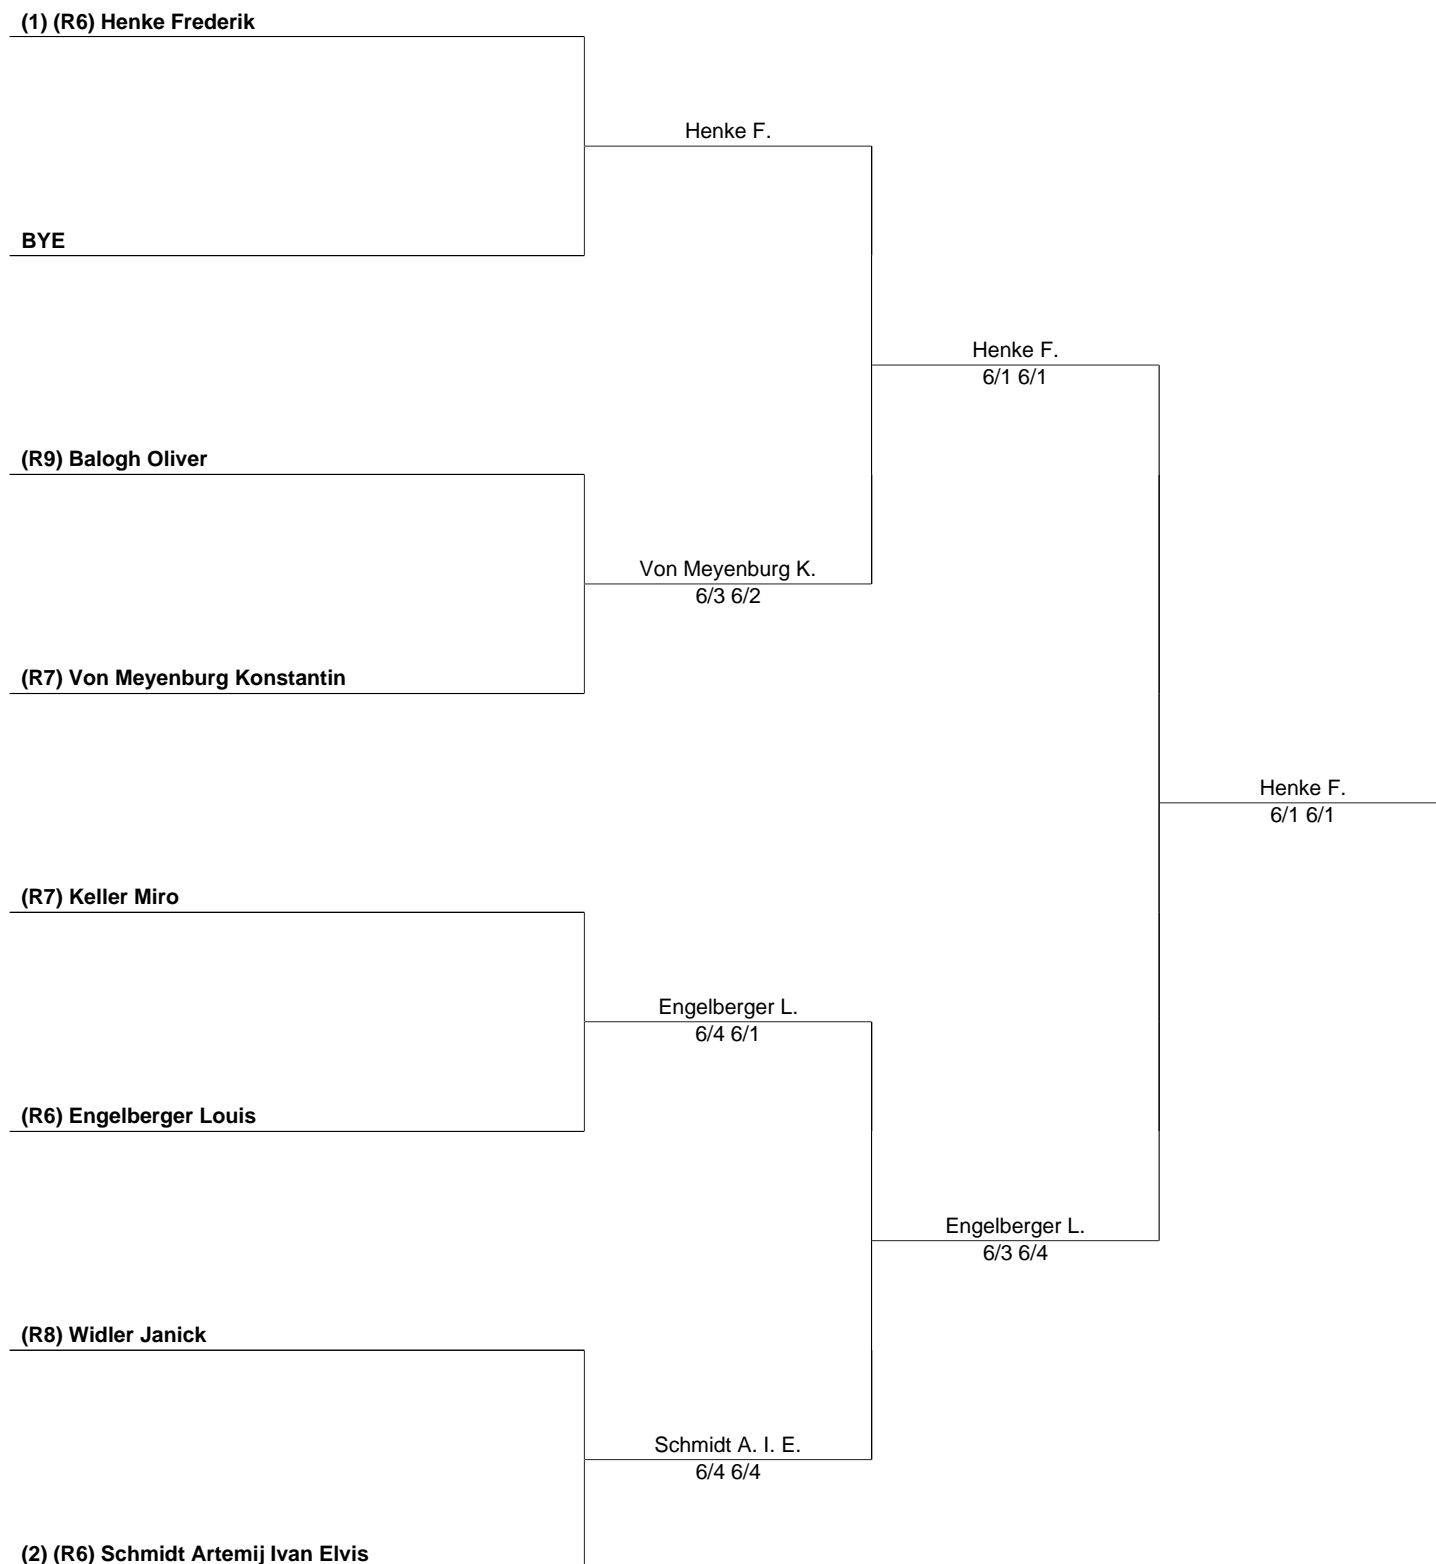 (1) (R6) Henke Frederik
Henke F.
BYE
Henke F.
6/1 6/1
(R9) Balogh Oliver
Von Meyenburg K.
6/3 6/2
(R7) Von Meyenburg Konstantin
Henke F.
6/1 6/1
(R7) Keller Miro
Engelberger L.
6/4 6/1
(R6) Engelberger Louis
Engelberger L.
6/3 6/4
(R8) Widler Janick
Schmidt A. I. E.
6/4 6/4
(2) (R6) Schmidt Artemij Ivan Elvis